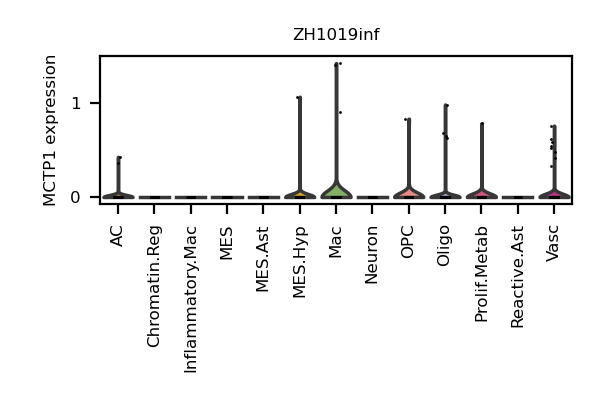 ZH1019inf
MCTP1 expression
1
0
AC
Chromatin.Reg
Inflammatory.Mac
MES
MES.Ast
MES.Hyp
Mac
Neuron
OPC
Oligo
Prolif.Metab
Reactive.Ast
Vasc